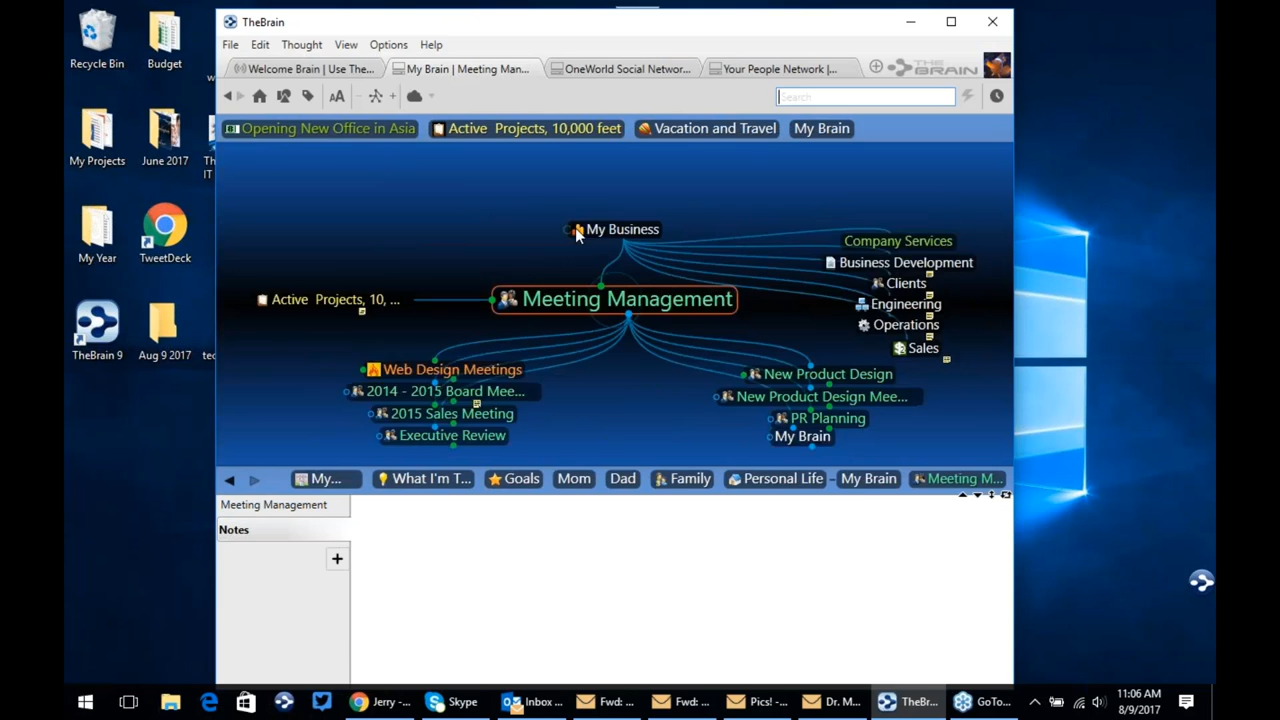 TheBrain
File Edit Thought View Options Help
Welcome Brain | Use The...
My Brain | Meeting Man...
OneWorld Social Networ...
Your People Network |...
THE BRAIN
AA
Search
Opening New Office in Asia
Active Projects, 10,000 feet
Vacation and Travel
My Brain
My Business
Company Services
Business Development
Clients
Engineering
Operations
Sales
Active Projects, 10, ...
Meeting Management
Web Design Meetings
2014 - 2015 Board Mee...
2015 Sales Meeting
Executive Review
New Product Design
New Product Design Mee...
PR Planning
My Brain
My...
What I'm T...
Goals
Mom
Dad
Family
Personal Life
My Brain
Meeting M...
Meeting Management
Notes
Recycle Bin
Budget
My Projects
June 2017
My Year
TweetDeck
TheBrain 9
Aug 9 2017
Jerry -...
Skype
Inbox ...
Fwd: ...
Fwd: ...
Pics! -...
Dr. M...
TheBr...
GoTo...
11:06 AM
8/9/2017